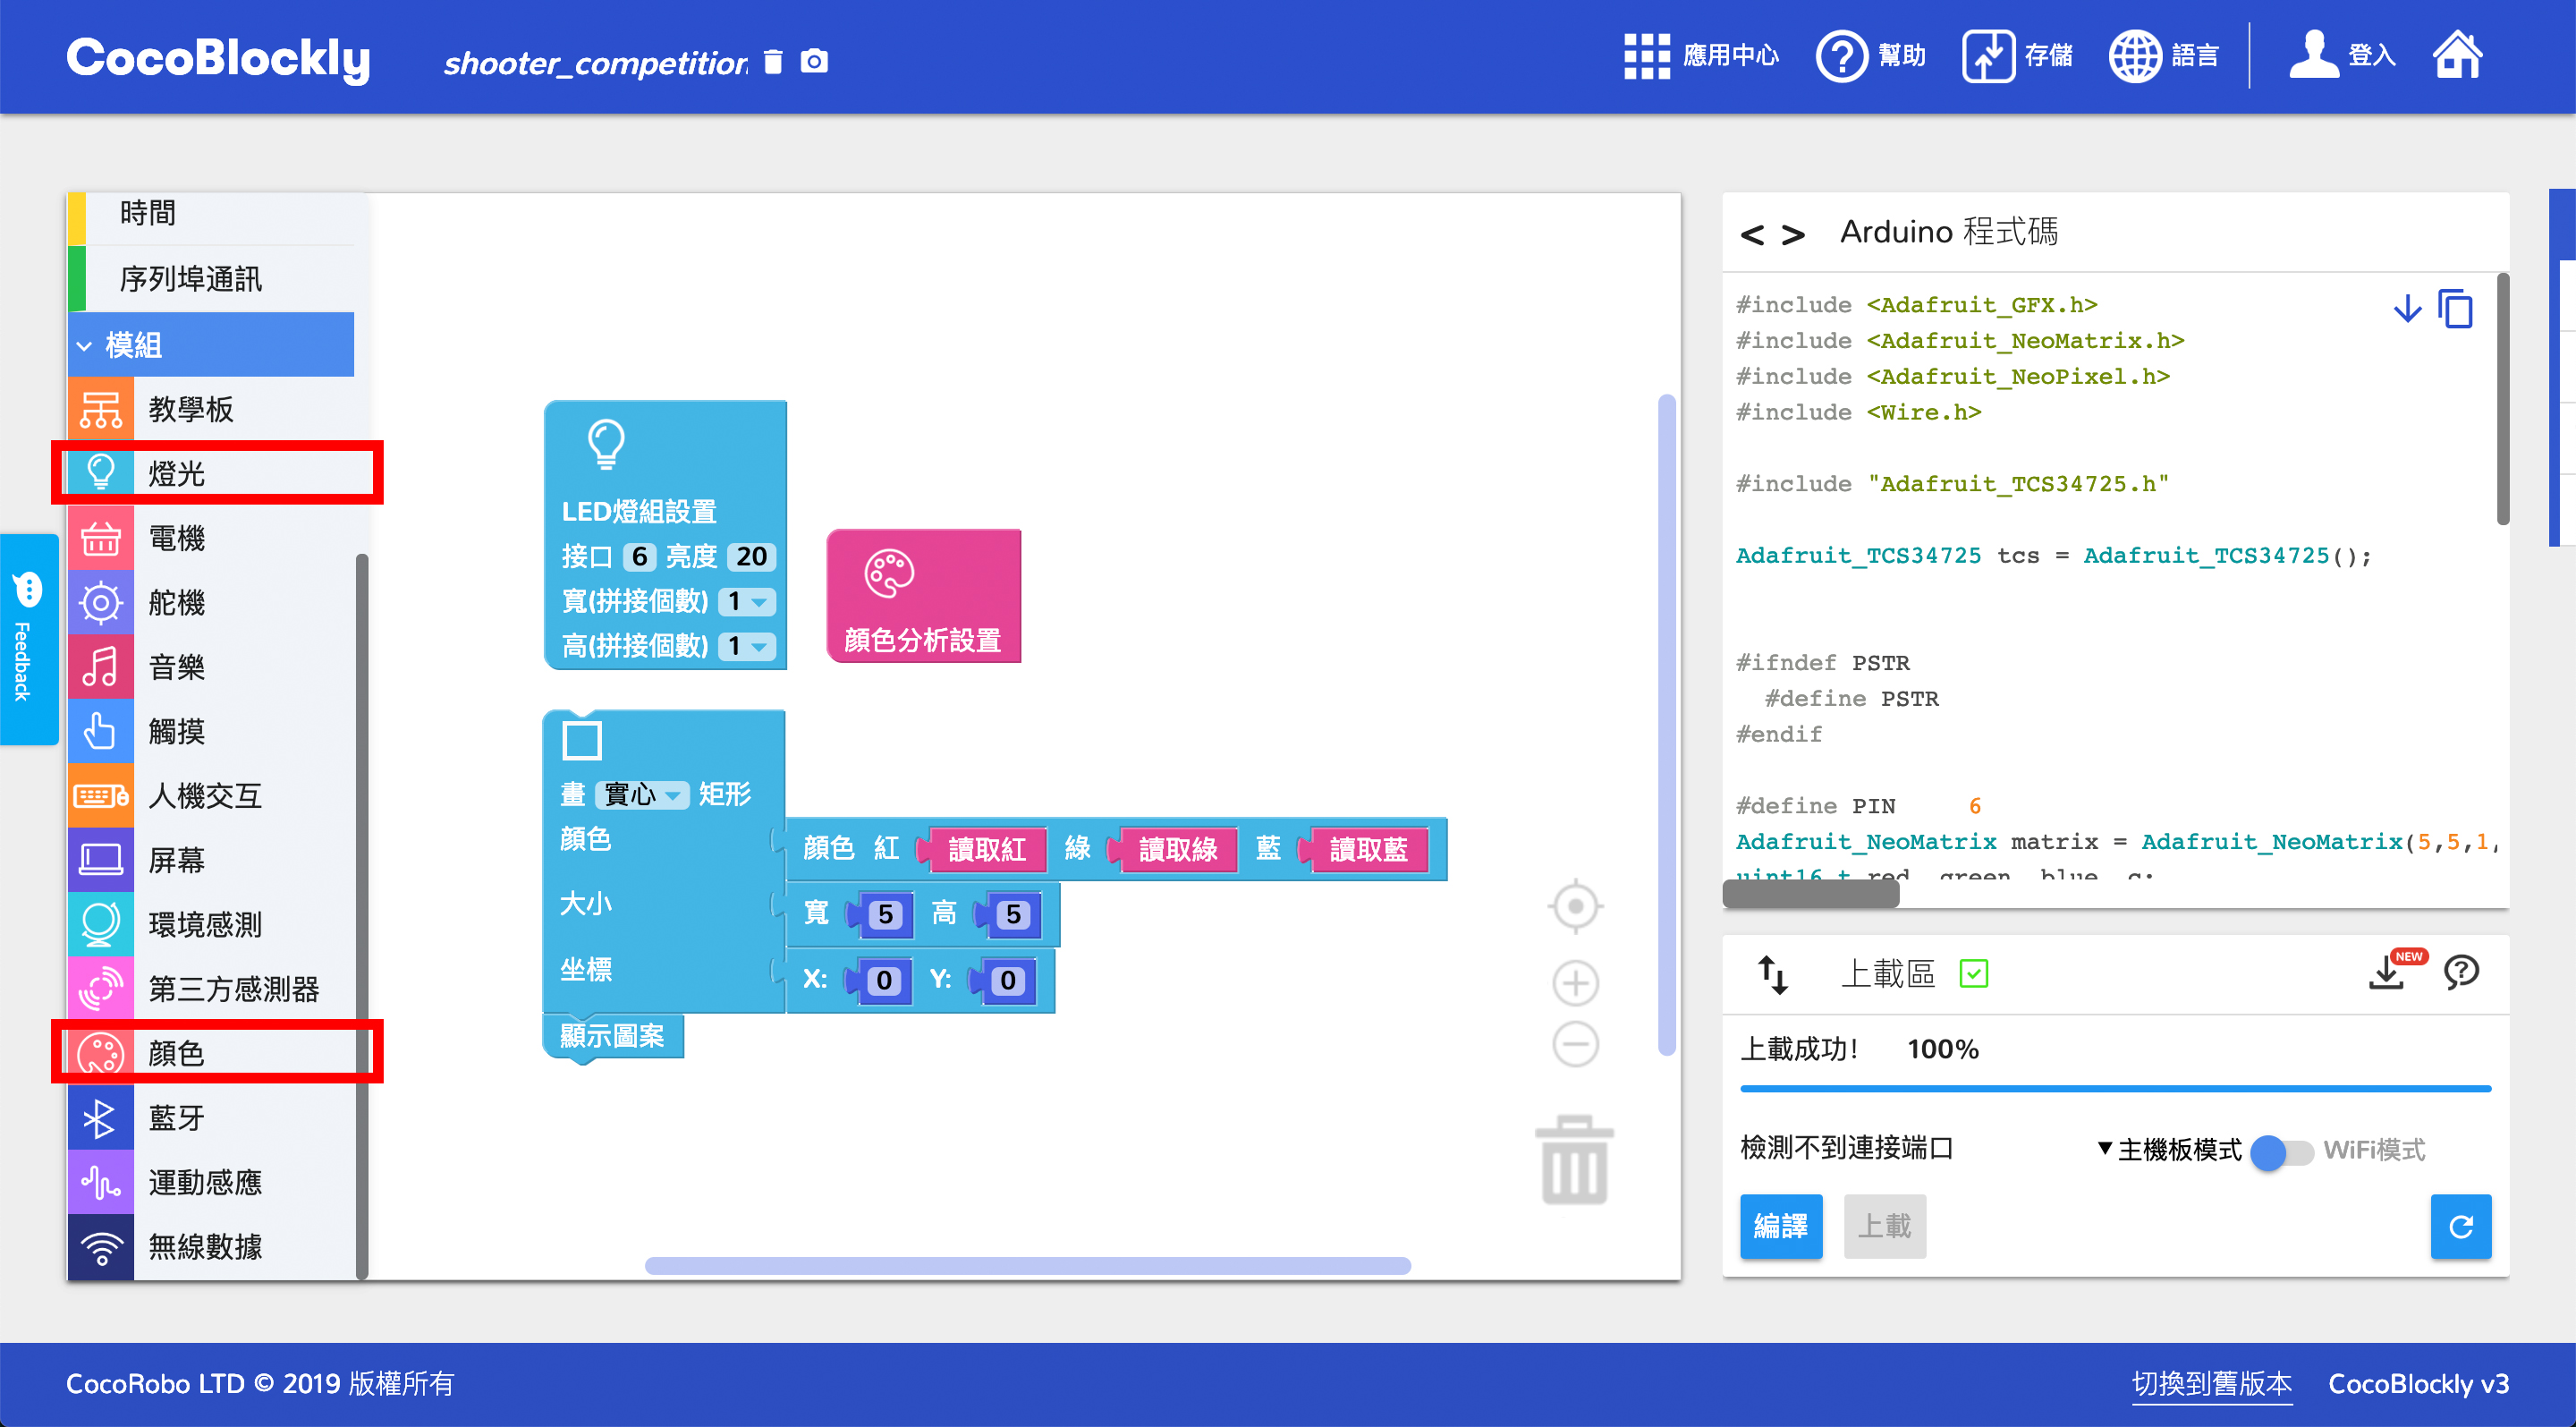 CocoBlockly
shooter_competition
應用中心
幫助
存儲
語言
登入
時間
序列埠通訊
模組
教學板
燈光
電機
舵機
音樂
觸摸
人機交互
屏幕
環境感測
第三方感測器
顏色
藍牙
運動感應
無線數據
Feedback
LED燈組設置
接口 6 亮度 20
寬(拼接個數) 1
高(拼接個數) 1
顏色分析設置
畫 實心 矩形
顏色 顏色 紅 讀取紅 綠 讀取綠 藍 讀取藍
大小 寬 5 高 5
坐標 X: 0 Y: 0
顯示圖案
< > Arduino 程式碼
#include <Adafruit_GFX.h>
#include <Adafruit_NeoMatrix.h>
#include <Adafruit_NeoPixel.h>
#include <Wire.h>
#include "Adafruit_TCS34725.h"
Adafruit_TCS34725 tcs = Adafruit_TCS34725();
#ifndef PSTR
#define PSTR
#endif
#define PIN 6
Adafruit_NeoMatrix matrix = Adafruit_NeoMatrix(5,5,1,
uint16_t red, green, blue, c;
上載區
NEW
上載成功! 100%
檢測不到連接端口
▼主機板模式
WiFi模式
編譯
上載
CocoRobo LTD © 2019 版權所有
切換到舊版本
CocoBlockly v3